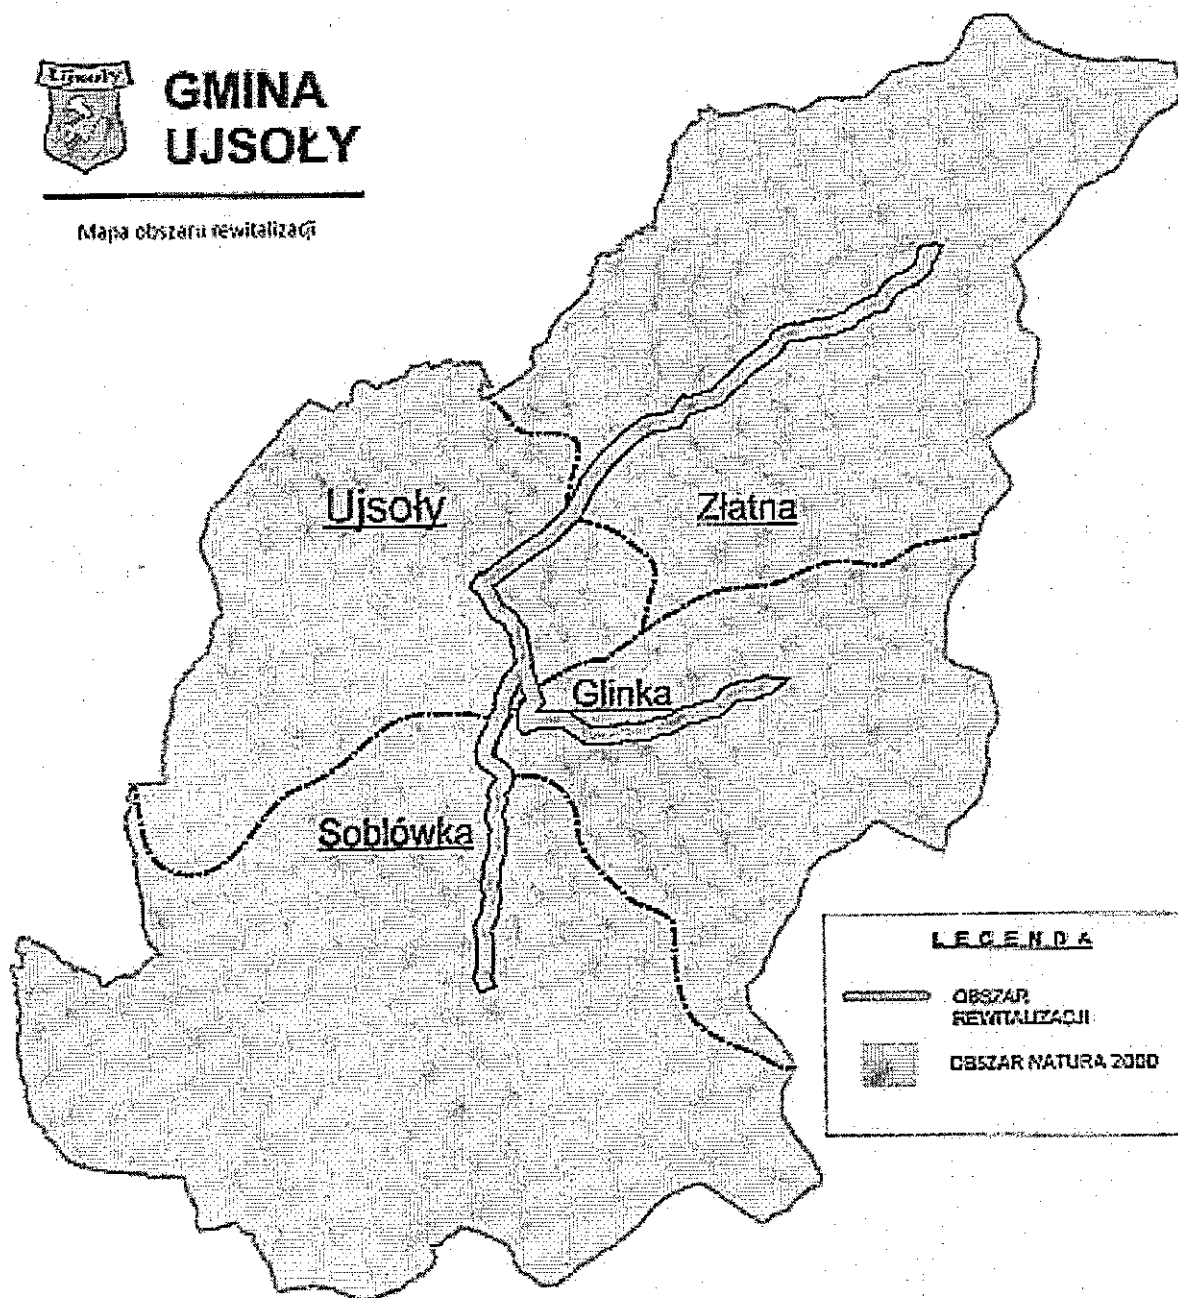 Ujsoły
GMINA
UJSOŁY
Mapa obszaru rewitalizacji
Ujsoły
Złatna
Glinka
Soblówka
LEGENDA
OBSZAR
REWITALIZACJI
OBSZAR NATURA 2000